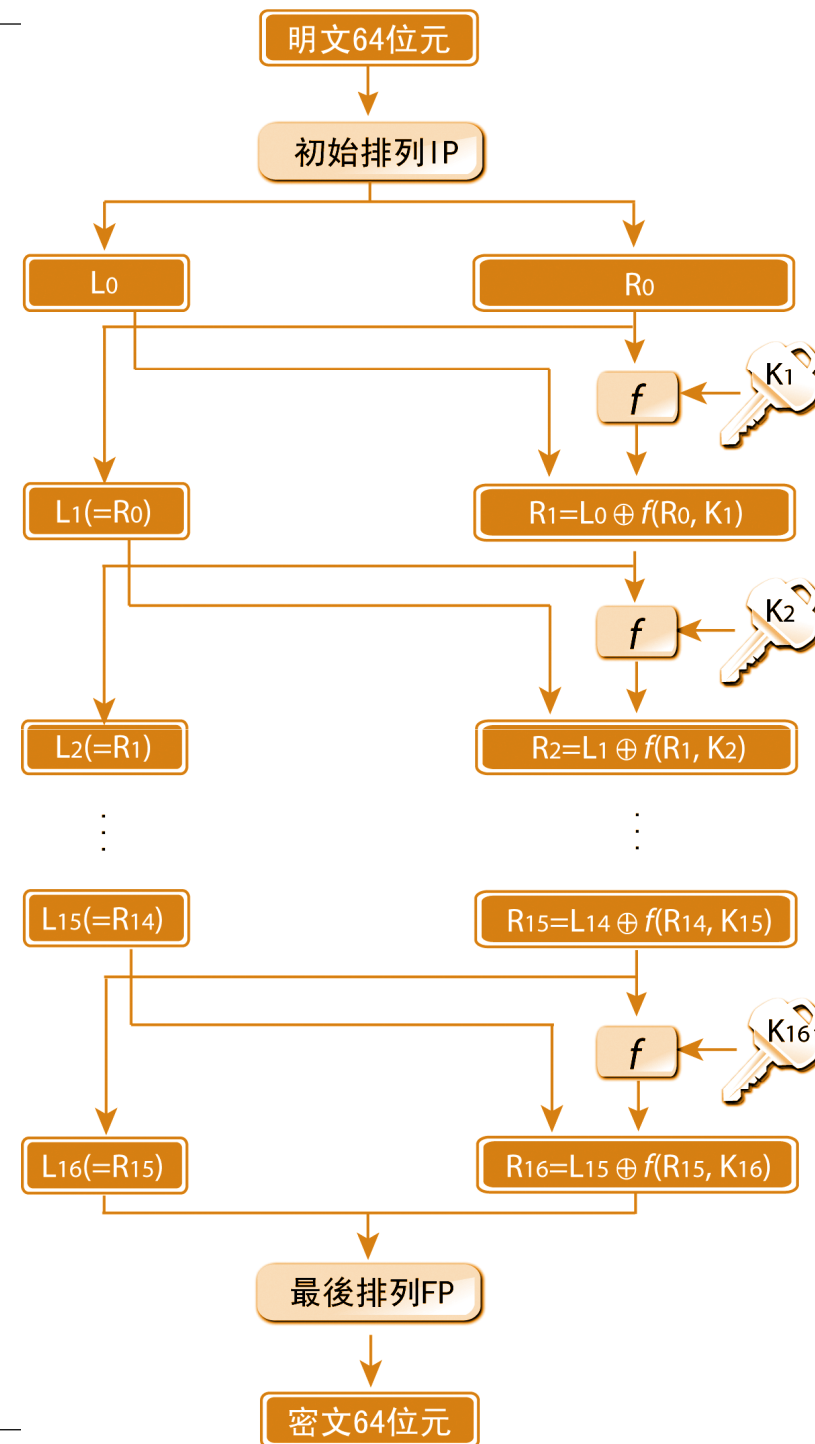 明文64位元
初始排列IP
L0
R0
K1
f
L1(=R0)
R1=L0 ⊕ f(R0, K1)
K2
f
L2(=R1)
R2=L1 ⊕ f(R1, K2)
⋮
⋮
L15(=R14)
R15=L14 ⊕ f(R14, K15)
K16
f
L16(=R15)
R16=L15 ⊕ f(R15, K16)
最後排列FP
密文64位元